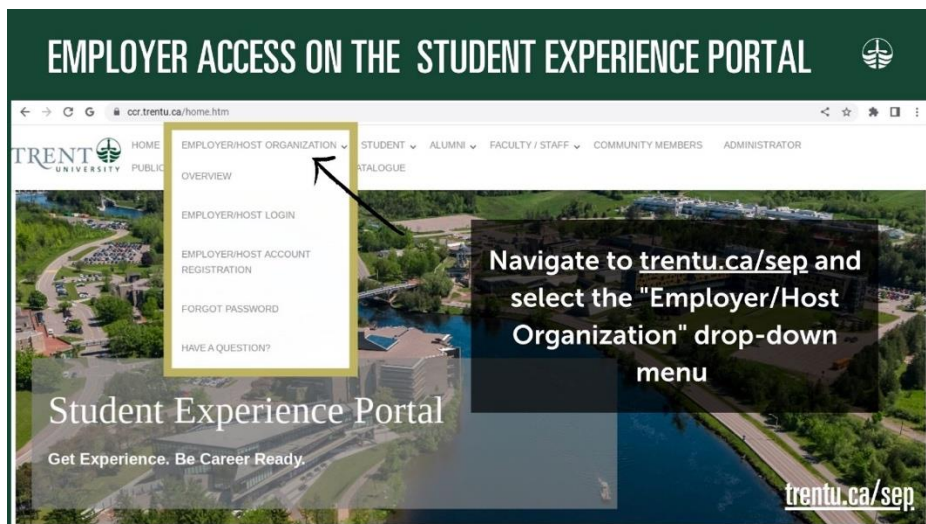 EMPLOYER ACCESS ON THE STUDENT EXPERIENCE PORTAL
ccr.trentu.ca/home.htm
TRENT
UNIVERSITY
HOME
EMPLOYER/HOST ORGANIZATION
STUDENT
ALUMNI
FACULTY / STAFF
COMMUNITY MEMBERS
ADMINISTRATOR
OVERVIEW
EMPLOYER/HOST LOGIN
EMPLOYER/HOST ACCOUNT
REGISTRATION
FORGOT PASSWORD
HAVE A QUESTION?
Navigate to trentu.ca/sep and
select the "Employer/Host
Organization" drop-down
menu
Student Experience Portal
Get Experience. Be Career Ready.
trentu.ca/sep